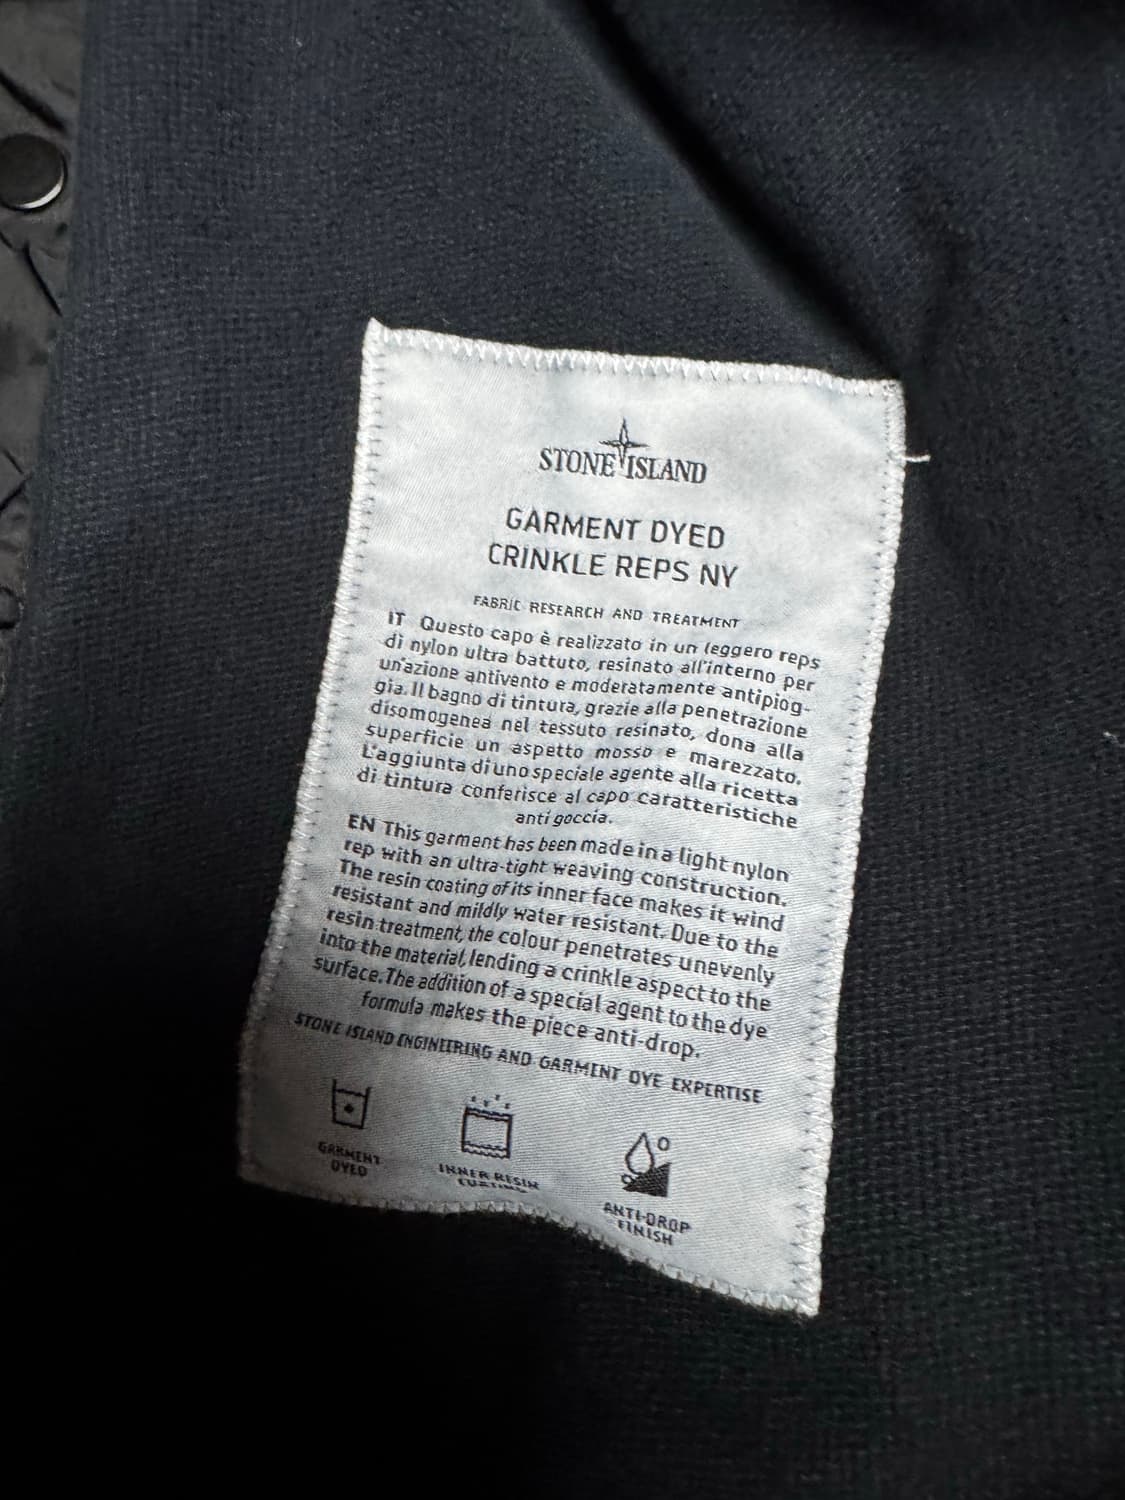 STONE ISLAND
GARMENT DYED
CRINKLE REPS NY
FABRIC RESEARCH AND TREATMENT
IT Questo capo è realizzato in un leggero reps
di nylon ultra battuto, resinato all'interno per
un'azione antivento e moderatamente antipiog-
gia. Il bagno di tintura, grazie alla penetrazione
disomogenea nel tessuto resinato, dona alla
superficie un aspetto mosso e marezzato.
L'aggiunta di uno speciale agente alla ricetta
di tintura conferisce al capo caratteristiche
anti goccia.
EN This garment has been made in a light nylon
rep with an ultra-tight weaving construction.
The resin coating of its inner face makes it wind
resistant and mildly water resistant. Due to the
resin treatment, the colour penetrates unevenly
into the material, lending a crinkle aspect to the
surface. The addition of a special agent to the dye
formula makes the piece anti-drop.
STONE ISLAND ENGINEERING AND GARMENT DYE EXPERTISE
GARMENT
DYED
INNER RESIN
COATING
ANTI-DROP
FINISH